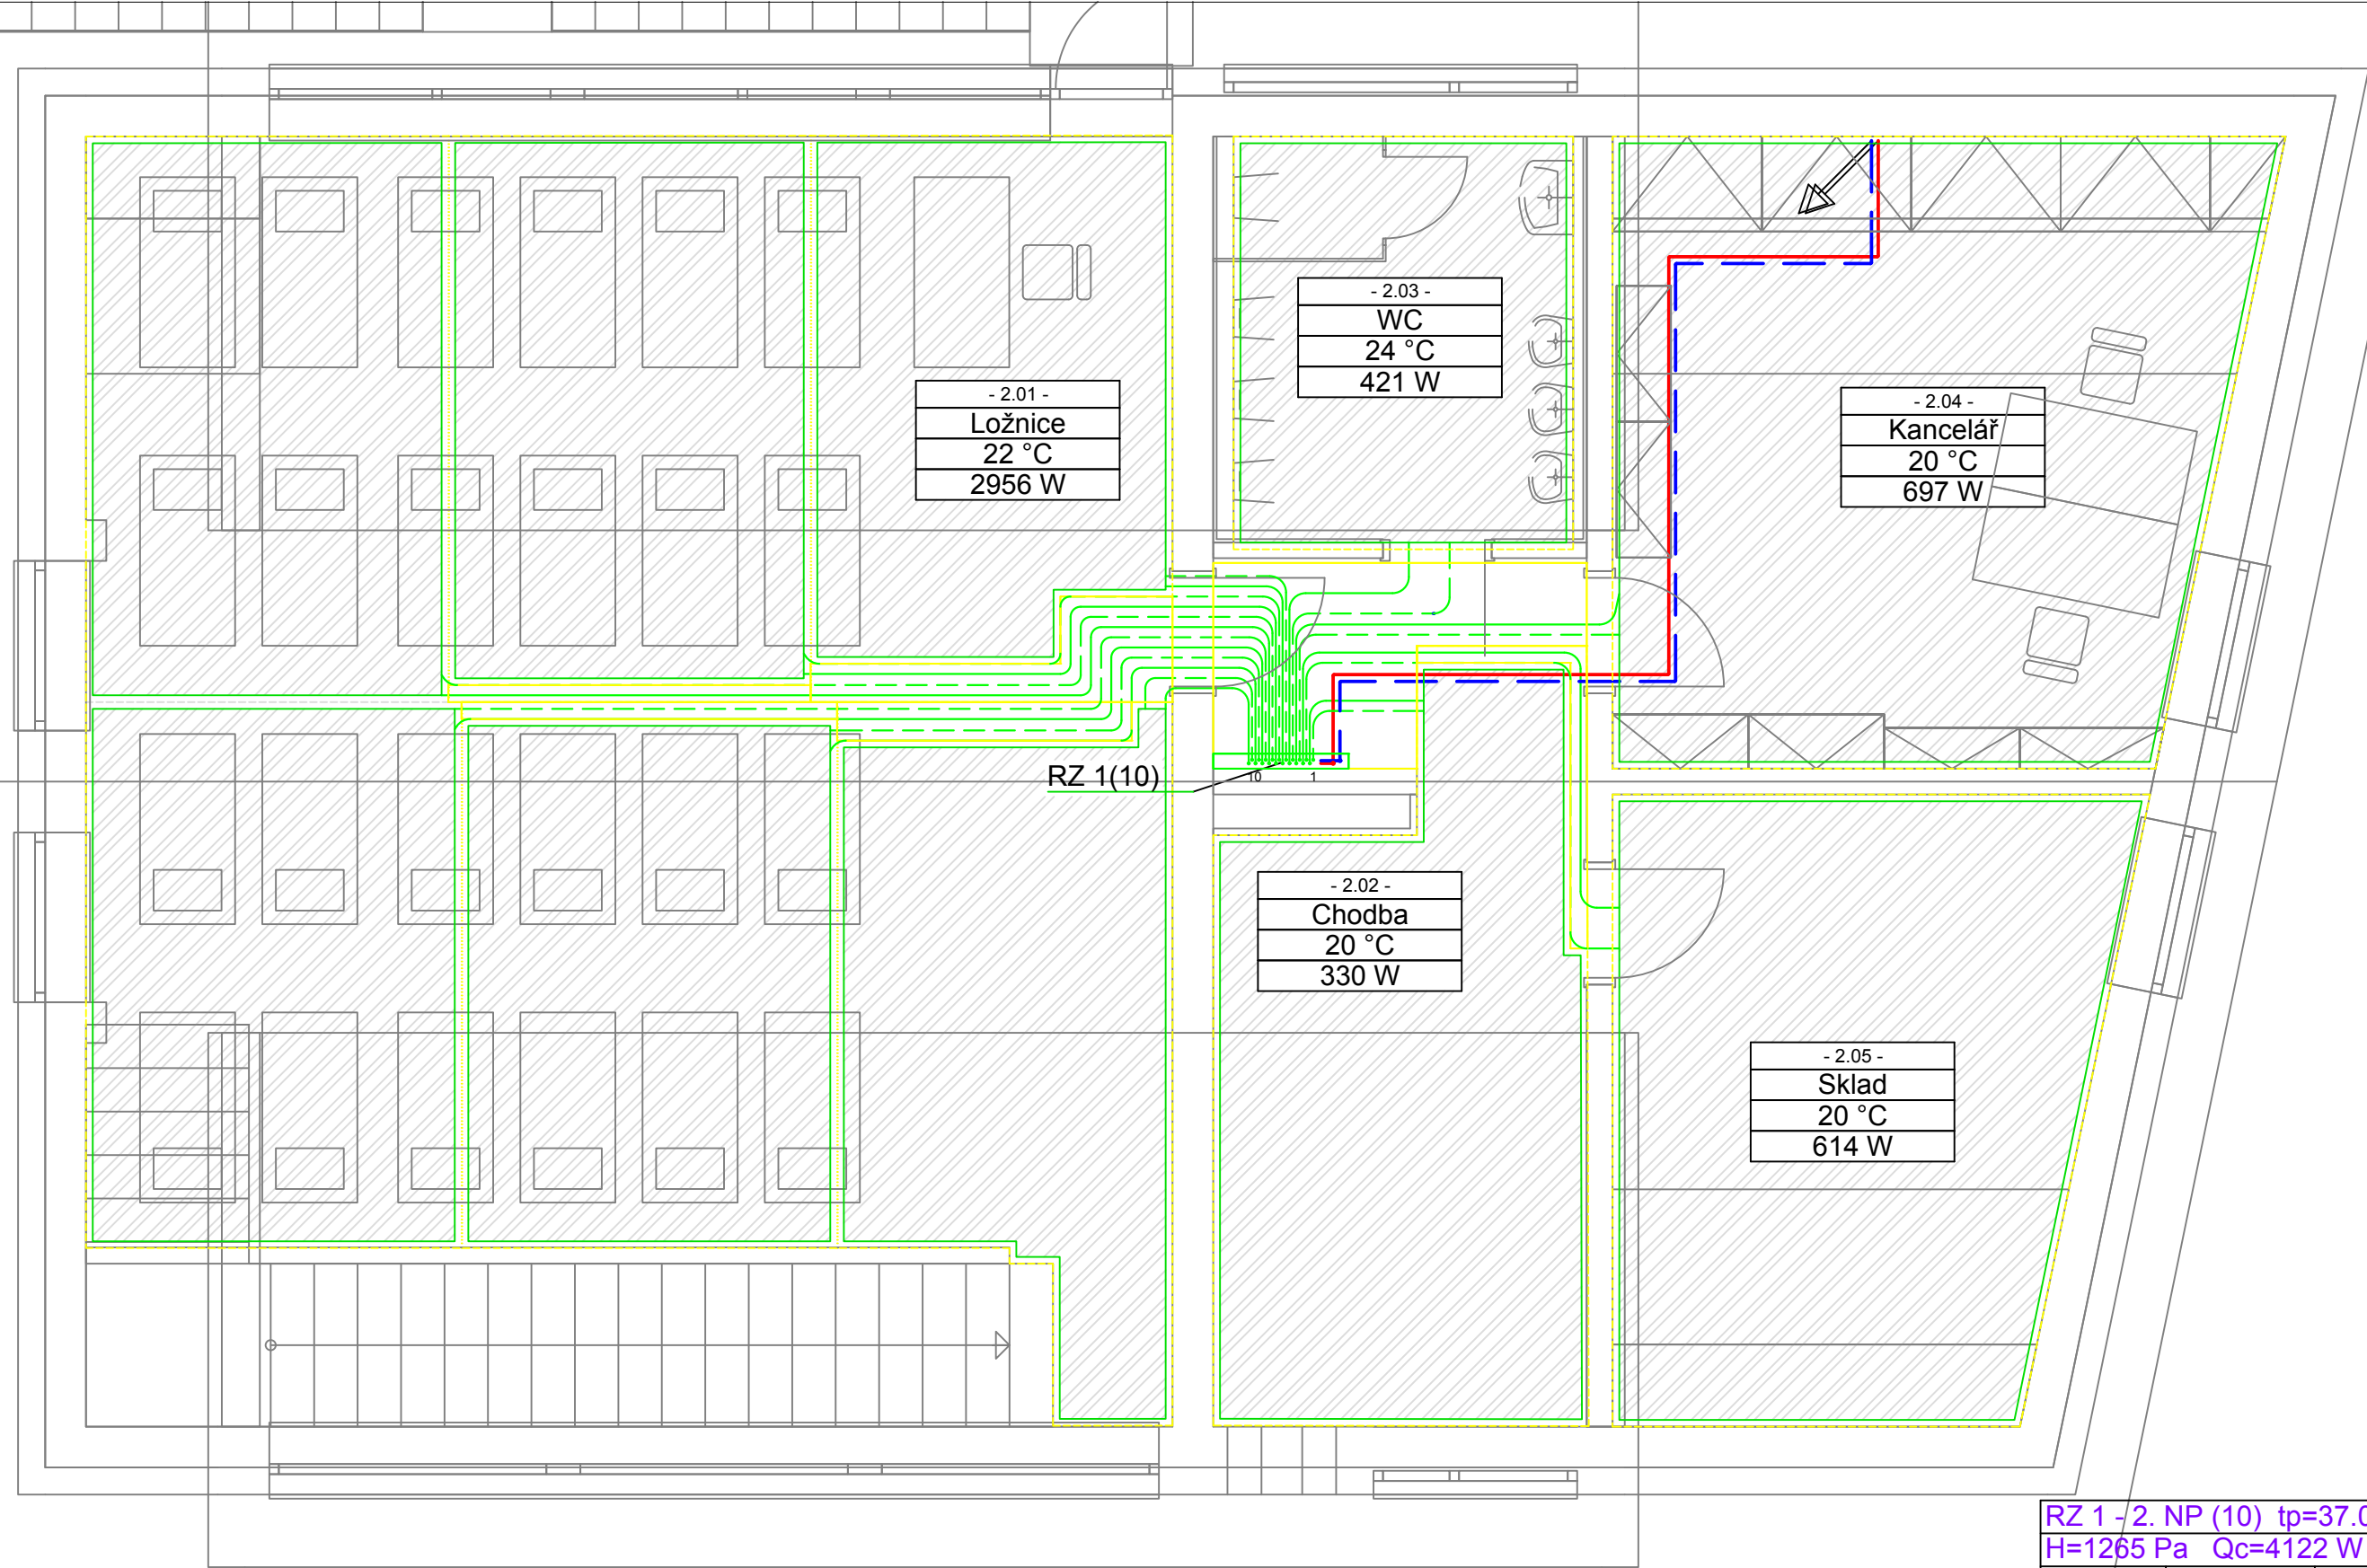 - 2.03 -
WC
24 °C
421 W
- 2.01 -
Ložnice
22 °C
2956 W
- 2.04 -
Kancelář
20 °C
697 W
RZ 1(10)
10
1
- 2.02 -
Chodba
20 °C
330 W
- 2.05 -
Sklad
20 °C
614 W
RZ 1 - 2. NP (10) tp=37.0
H=1265 Pa Qc=4122 W